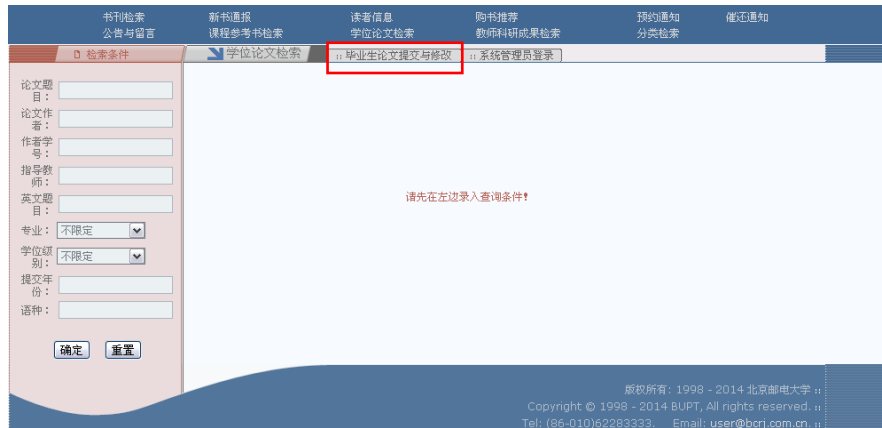 书刊检索 新书通报 读者信息 购书推荐 预约通知 催还通知
公告与留言 课程参考书检索 学位论文检索 教师科研成果检索 分类检索
检索条件 学位论文检索 :: 毕业生论文提交与修改 :: 系统管理员登录
论文题
目：
论文作
者：
作者学
号：
指导教
师：
英文题
目：
专业： 不限定
学位级
别： 不限定
提交年
份：
语种：
确定 重置
请先在左边录入查询条件!
版权所有: 1998 - 2014 北京邮电大学 ::
Copyright © 1998 - 2014 BUPT, All rights reserved. ::
Tel: (86-010)62283333. Email: user@bcrj.com.cn. ::